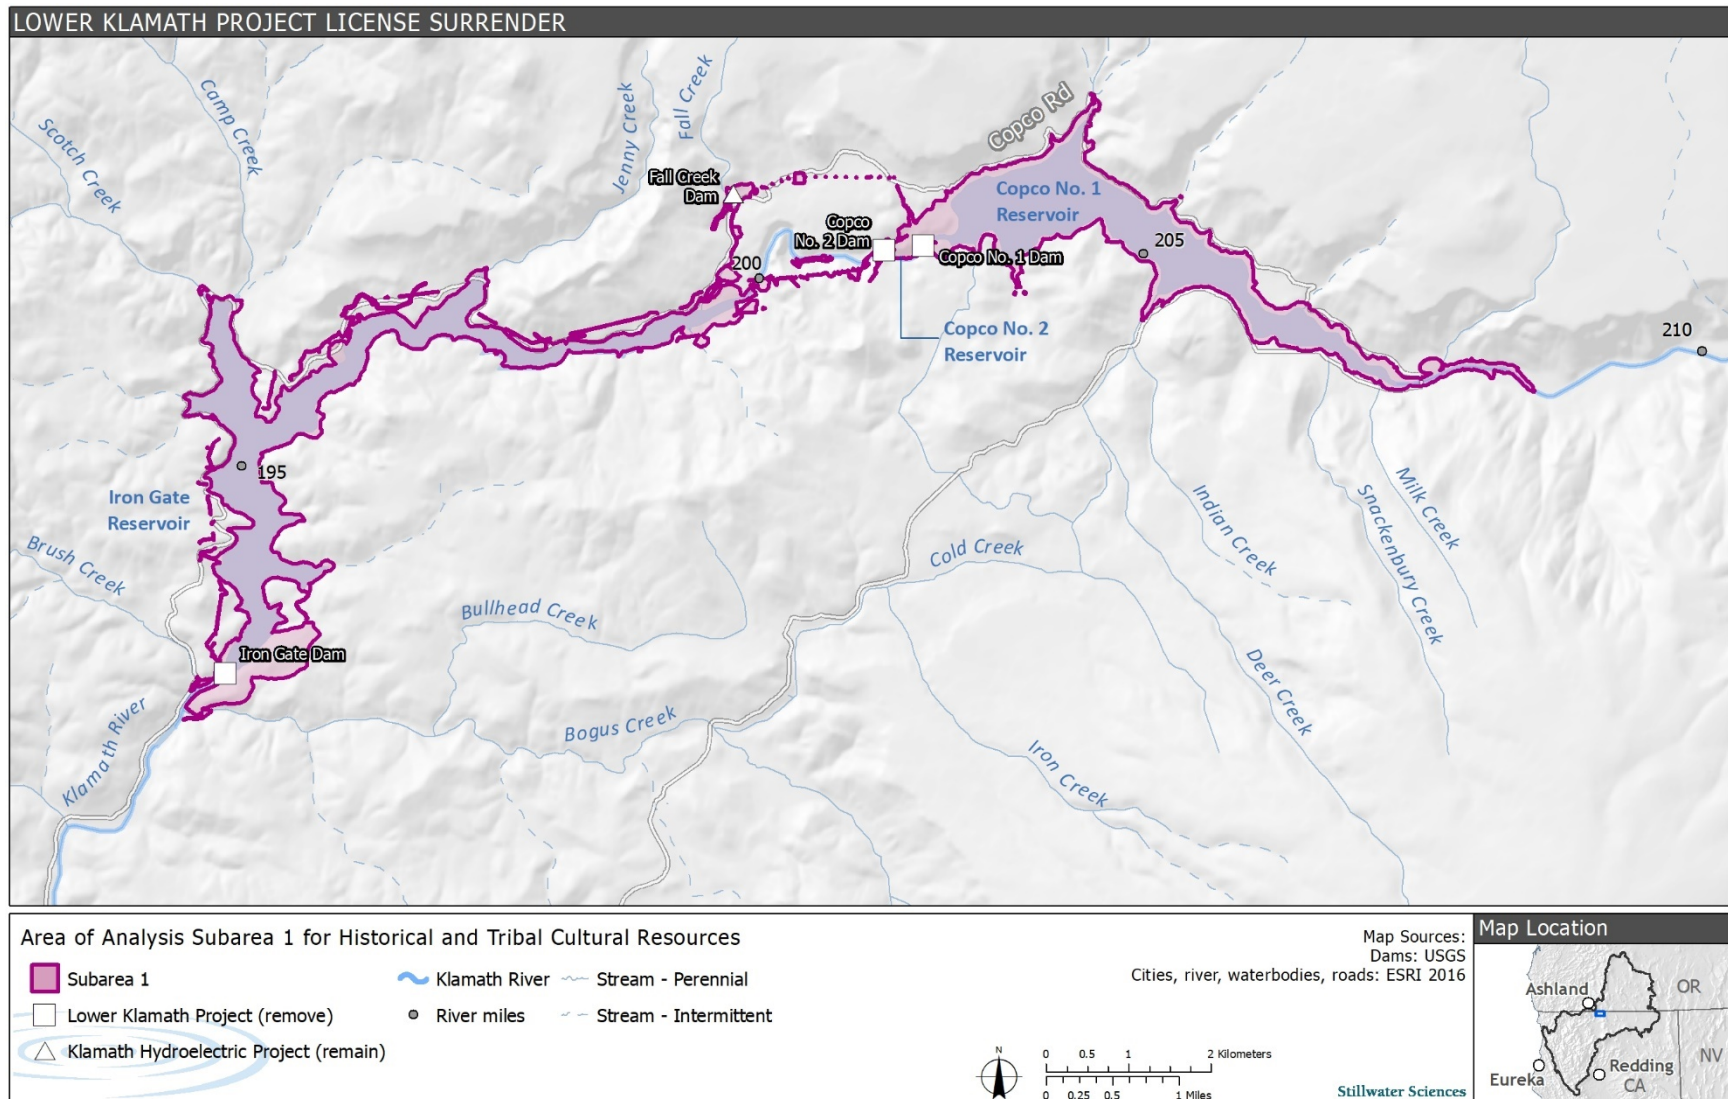 LOWER KLAMATH PROJECT LICENSE SURRENDER
Scotch Creek
Camp Creek
Jenny Creek
Fall Creek
Copco Rd
Fall Creek
Dam
Copco
No. 2 Dam
Copco No. 1
Reservoir
Copco No. 1 Dam
200
205
Copco No. 2
Reservoir
210
195
Iron Gate
Reservoir
Brush Creek
Iron Gate Dam
Klamath River
Bullhead Creek
Bogus Creek
Cold Creek
Indian Creek
Snackenbury Creek
Milk Creek
Deer Creek
Iron Creek
Area of Analysis Subarea 1 for Historical and Tribal Cultural Resources
Subarea 1
Lower Klamath Project (remove)
Klamath Hydroelectric Project (remain)
Klamath River
River miles
Stream - Perennial
Stream - Intermittent
N
0 0.5 1 2 Kilometers
0 0.25 0.5 1 Miles
Map Sources:
Dams: USGS
Cities, river, waterbodies, roads: ESRI 2016
Stillwater Sciences
Map Location
Ashland
OR
Eureka
Redding
CA
NV